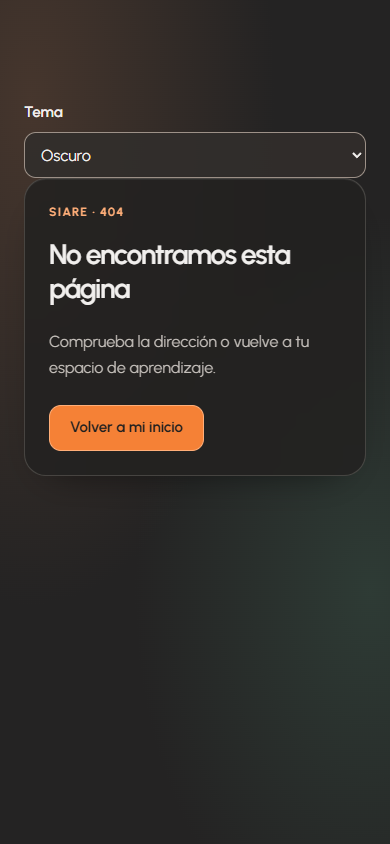 Tema
Oscuro
SIARE · 404
No encontramos esta
página
Comprueba la dirección o vuelve a tu
espacio de aprendizaje.
Volver a mi inicio